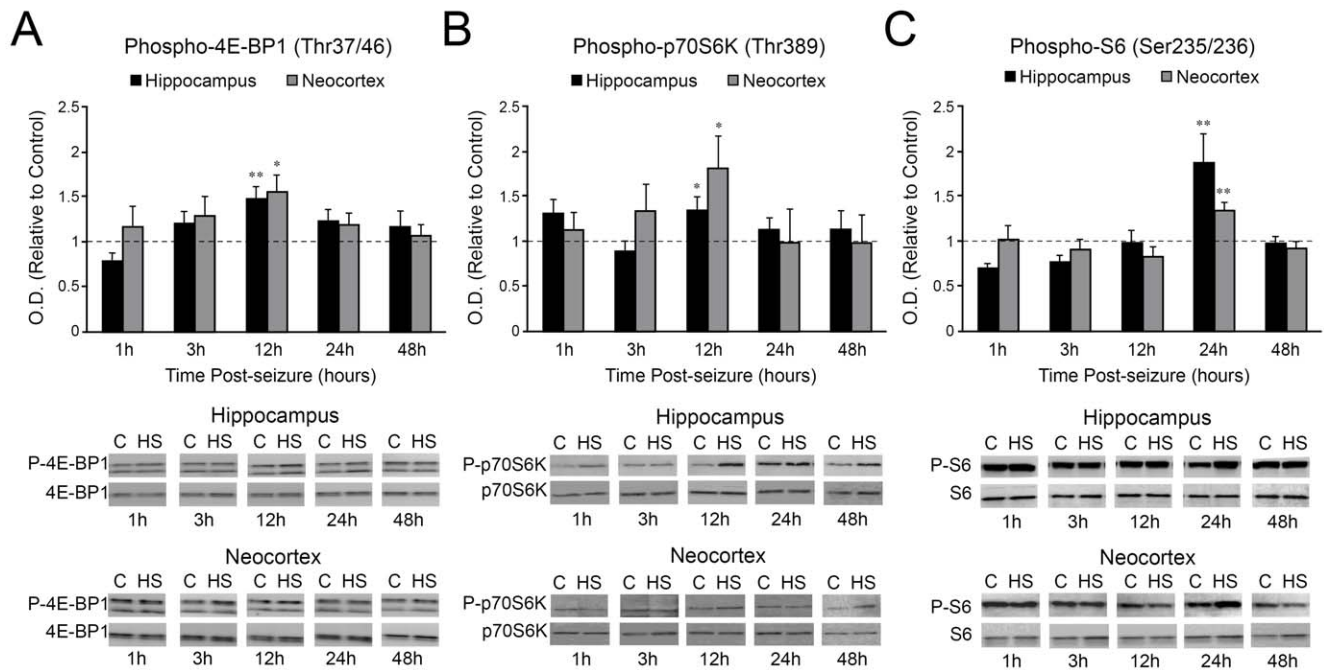 A
Phospho-4E-BP1 (Thr37/46)
Hippocampus Neocortex
O.D. (Relative to Control)
2.5
2
1.5
1
0.5
0
** *
1h 3h 12h 24h 48h
Time Post-seizure (hours)
Hippocampus
C HS C HS C HS C HS C HS
P-4E-BP1
4E-BP1
1h 3h 12h 24h 48h
Neocortex
C HS C HS C HS C HS C HS
P-4E-BP1
4E-BP1
1h 3h 12h 24h 48h
B
Phospho-p70S6K (Thr389)
Hippocampus Neocortex
O.D. (Relative to Control)
2.5
2
1.5
1
0.5
0
* *
1h 3h 12h 24h 48h
Time Post-seizure (hours)
Hippocampus
C HS C HS C HS C HS C HS
P-p70S6K
p70S6K
1h 3h 12h 24h 48h
Neocortex
C HS C HS C HS C HS C HS
P-p70S6K
p70S6K
1h 3h 12h 24h 48h
C
Phospho-S6 (Ser235/236)
Hippocampus Neocortex
O.D. (Relative to Control)
2.5
2
1.5
1
0.5
0
** **
1h 3h 12h 24h 48h
Time Post-seizure (hours)
Hippocampus
C HS C HS C HS C HS C HS
P-S6
S6
1h 3h 12h 24h 48h
Neocortex
C HS C HS C HS C HS C HS
P-S6
S6
1h 3h 12h 24h 48h